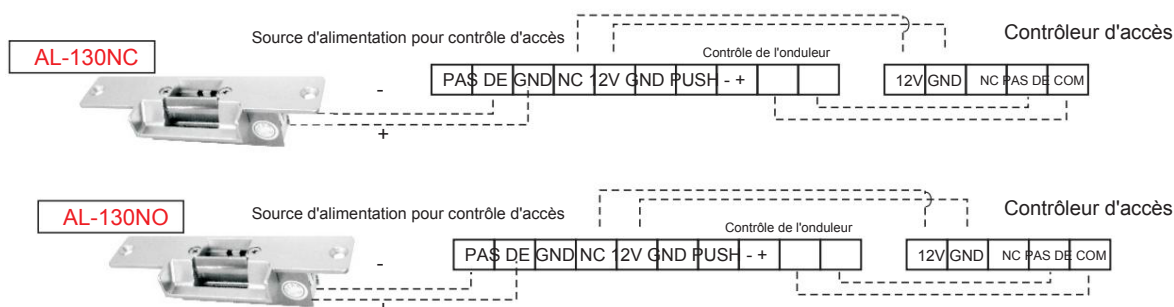 Source d'alimentation pour contrôle d'accès
Contrôleur d'accès
AL-130NC
Contrôle de l'onduleur
PAS DE GND NC 12V GND PUSH - +
12V GND NC PAS DE COM
-
+
AL-130NO
Source d'alimentation pour contrôle d'accès
Contrôleur d'accès
Contrôle de l'onduleur
PAS DE GND NC 12V GND PUSH - +
12V GND NC PAS DE COM
-
+